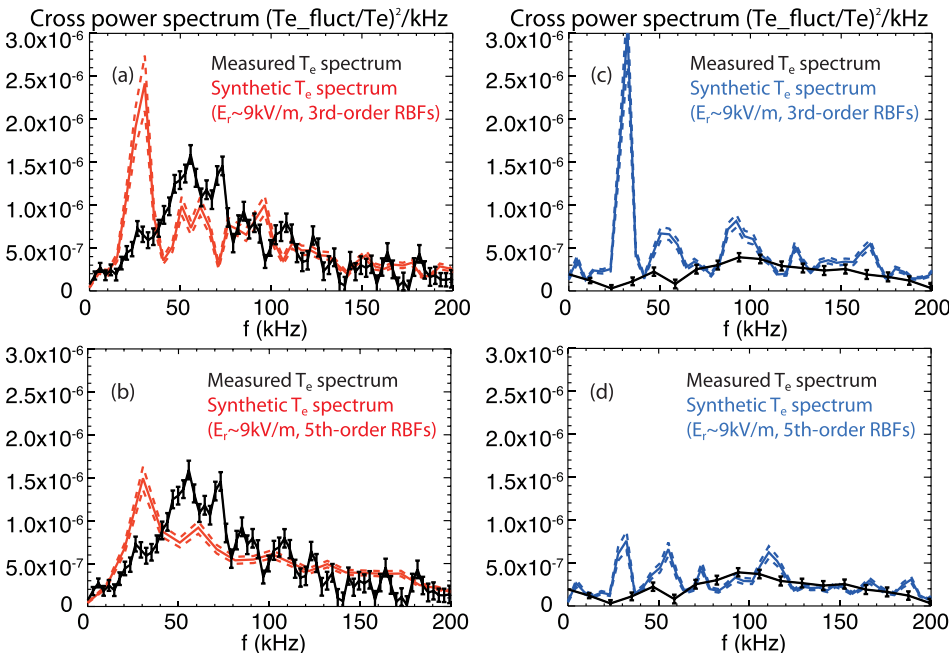 Cross power spectrum (Te_fluct/Te)²/kHz
3.0x10⁻⁶
2.5x10⁻⁶
2.0x10⁻⁶
1.5x10⁻⁶
1.0x10⁻⁶
5.0x10⁻⁷
0
(a)
Measured Tₑ spectrum
Synthetic Tₑ spectrum
(Eᵣ~9kV/m, 3rd-order RBFs)
0 50 100 150 200
f (kHz)
Cross power spectrum (Te_fluct/Te)²/kHz
3.0x10⁻⁶
2.5x10⁻⁶
2.0x10⁻⁶
1.5x10⁻⁶
1.0x10⁻⁶
5.0x10⁻⁷
0
(c)
Measured Tₑ spectrum
Synthetic Tₑ spectrum
(Eᵣ~9kV/m, 3rd-order RBFs)
0 50 100 150 200
f (kHz)
3.0x10⁻⁶
2.5x10⁻⁶
2.0x10⁻⁶
1.5x10⁻⁶
1.0x10⁻⁶
5.0x10⁻⁷
0
(b)
Measured Tₑ spectrum
Synthetic Tₑ spectrum
(Eᵣ~9kV/m, 5th-order RBFs)
0 50 100 150 200
f (kHz)
3.0x10⁻⁶
2.5x10⁻⁶
2.0x10⁻⁶
1.5x10⁻⁶
1.0x10⁻⁶
5.0x10⁻⁷
0
(d)
Measured Tₑ spectrum
Synthetic Tₑ spectrum
(Eᵣ~9kV/m, 5th-order RBFs)
0 50 100 150 200
f (kHz)